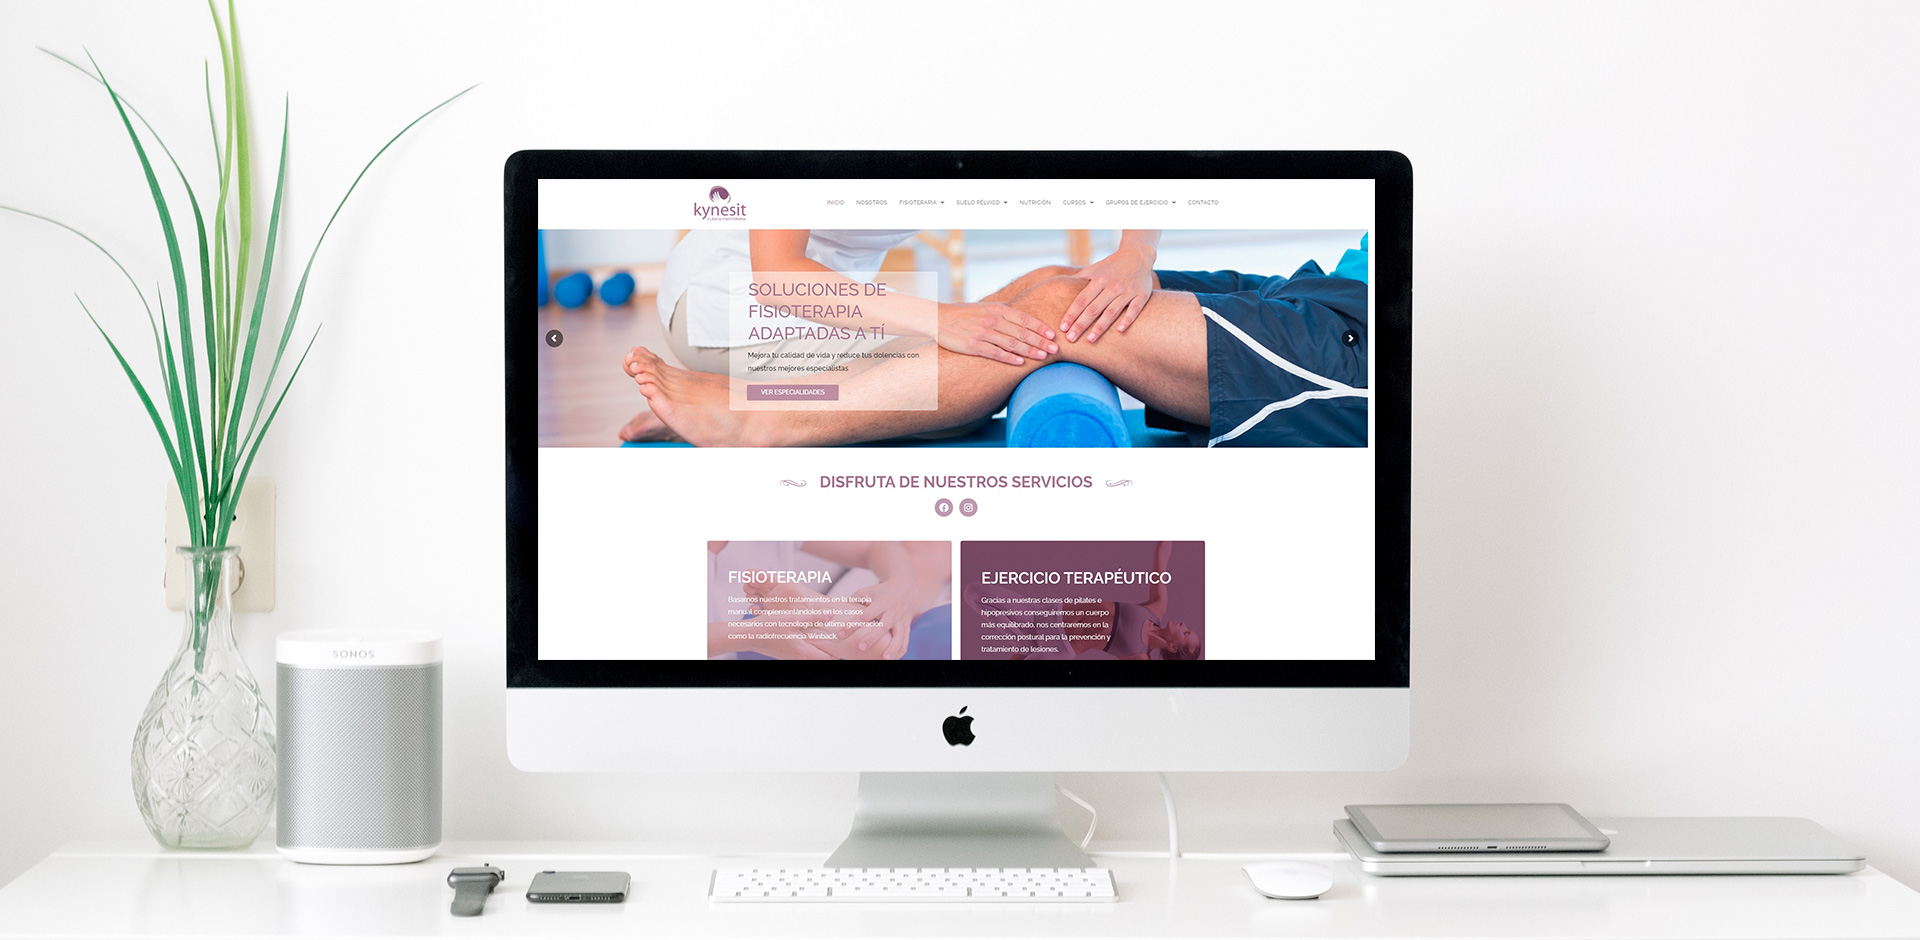 kynesit
CLÍNICA FISIOTERAPIA
INICIO NOSOTROS FISIOTERAPIA SUELO PÉLVICO NUTRICIÓN CURSOS GRUPOS DE EJERCICIO CONTACTO
SOLUCIONES DE
FISIOTERAPIA
ADAPTADAS A TÍ
Mejora tu calidad de vida y reduce tus dolencias con
nuestros mejores especialistas
VER ESPECIALIDADES
DISFRUTA DE NUESTROS SERVICIOS
FISIOTERAPIA
Basamos nuestros tratamientos en la terapia
manual complementándolos en los casos
necesarios con tecnología de última generación
como la radiofrecuencia Winback.
EJERCICIO TERAPÉUTICO
Gracias a nuestras clases de pilates e
hipopresivos conseguiremos un cuerpo
más equilibrado, nos centraremos en la
corrección postural para la prevención y
tratamiento de lesiones.
SONOS